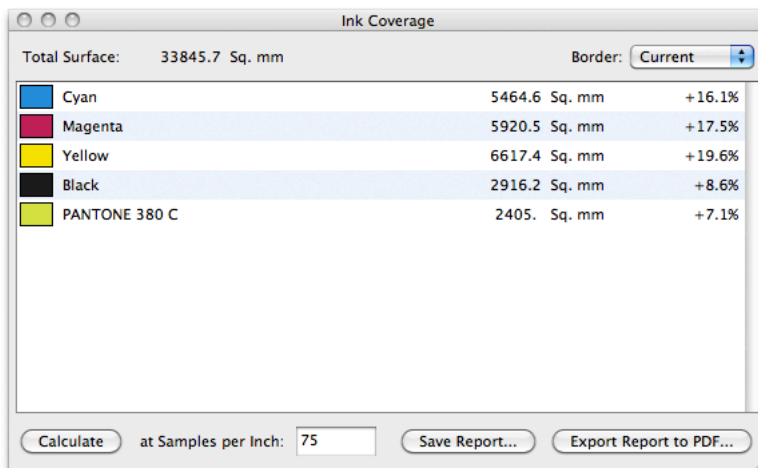 Ink Coverage
Total Surface: 33845.7 Sq. mm Border: Current
Cyan 5464.6 Sq. mm +16.1%
Magenta 5920.5 Sq. mm +17.5%
Yellow 6617.4 Sq. mm +19.6%
Black 2916.2 Sq. mm +8.6%
PANTONE 380 C 2405. Sq. mm +7.1%
Calculate at Samples per Inch: 75 Save Report... Export Report to PDF...